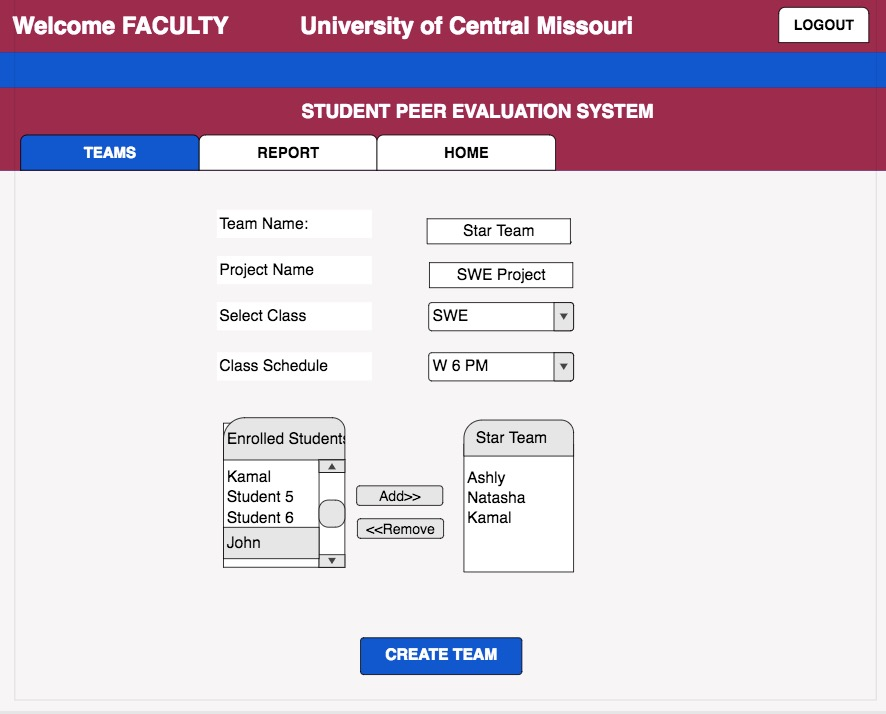 Welcome FACULTY
University of Central Missouri
LOGOUT
STUDENT PEER EVALUATION SYSTEM
TEAMS
REPORT
HOME
Team Name:
Star Team
Project Name
SWE Project
Select Class
SWE
Class Schedule
W 6 PM
Enrolled Students
Kamal
Student 5
Student 6
John
Add>>
<<Remove
Star Team
Ashly
Natasha
Kamal
CREATE TEAM